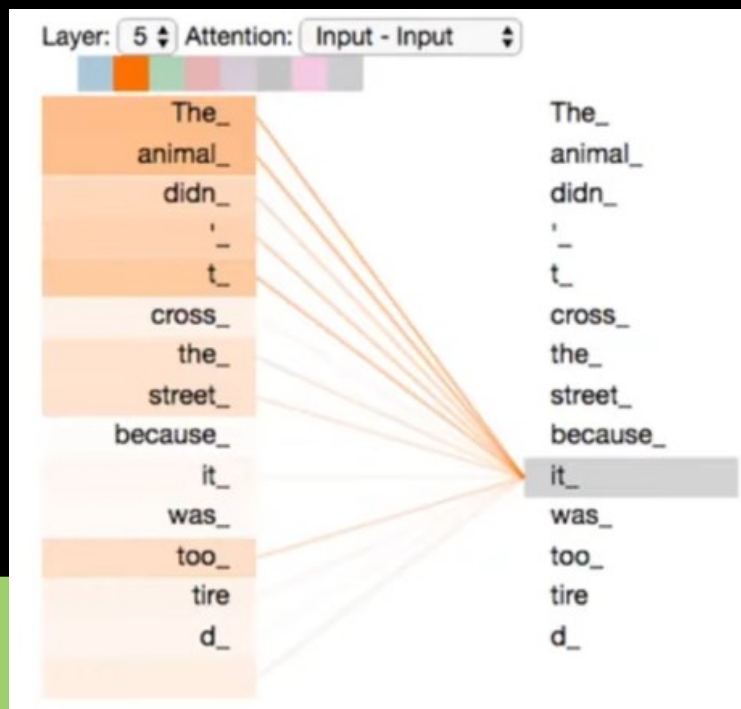 Layer: 5 Attention: Input - Input
The_ The_
animal_ animal_
didn_ didn_
'_ '_
t_ t_
cross_ cross_
the_ the_
street_ street_
because_ because_
it_ it_
was_ was_
too_ too_
tire tire
d_ d_